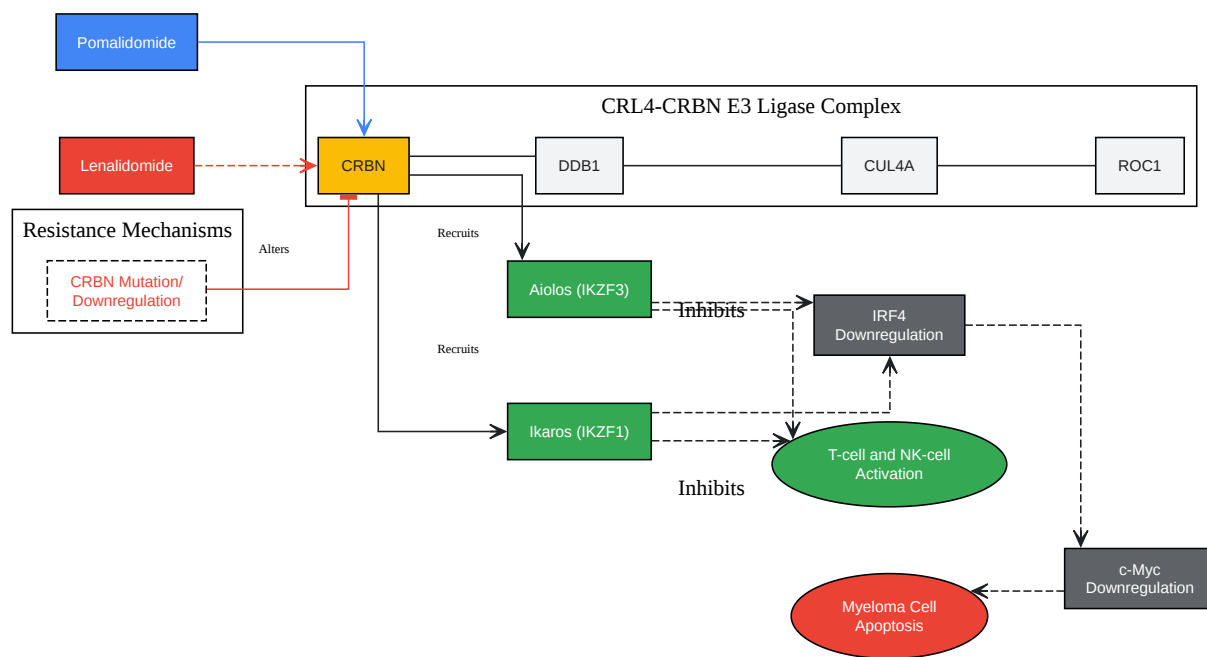 Pomalidomide
CRL4-CRBN E3 Ligase Complex
Lenalidomide
CRBN
DDB1
CUL4A
ROC1
Resistance Mechanisms
Alters
CRBN Mutation/
Downregulation
Recruits
Aiolos (IKZF3)
Inhibits
IRF4
Downregulation
Recruits
Ikaros (IKZF1)
T-cell and NK-cell
Activation
Inhibits
c-Myc
Downregulation
Myeloma Cell
Apoptosis